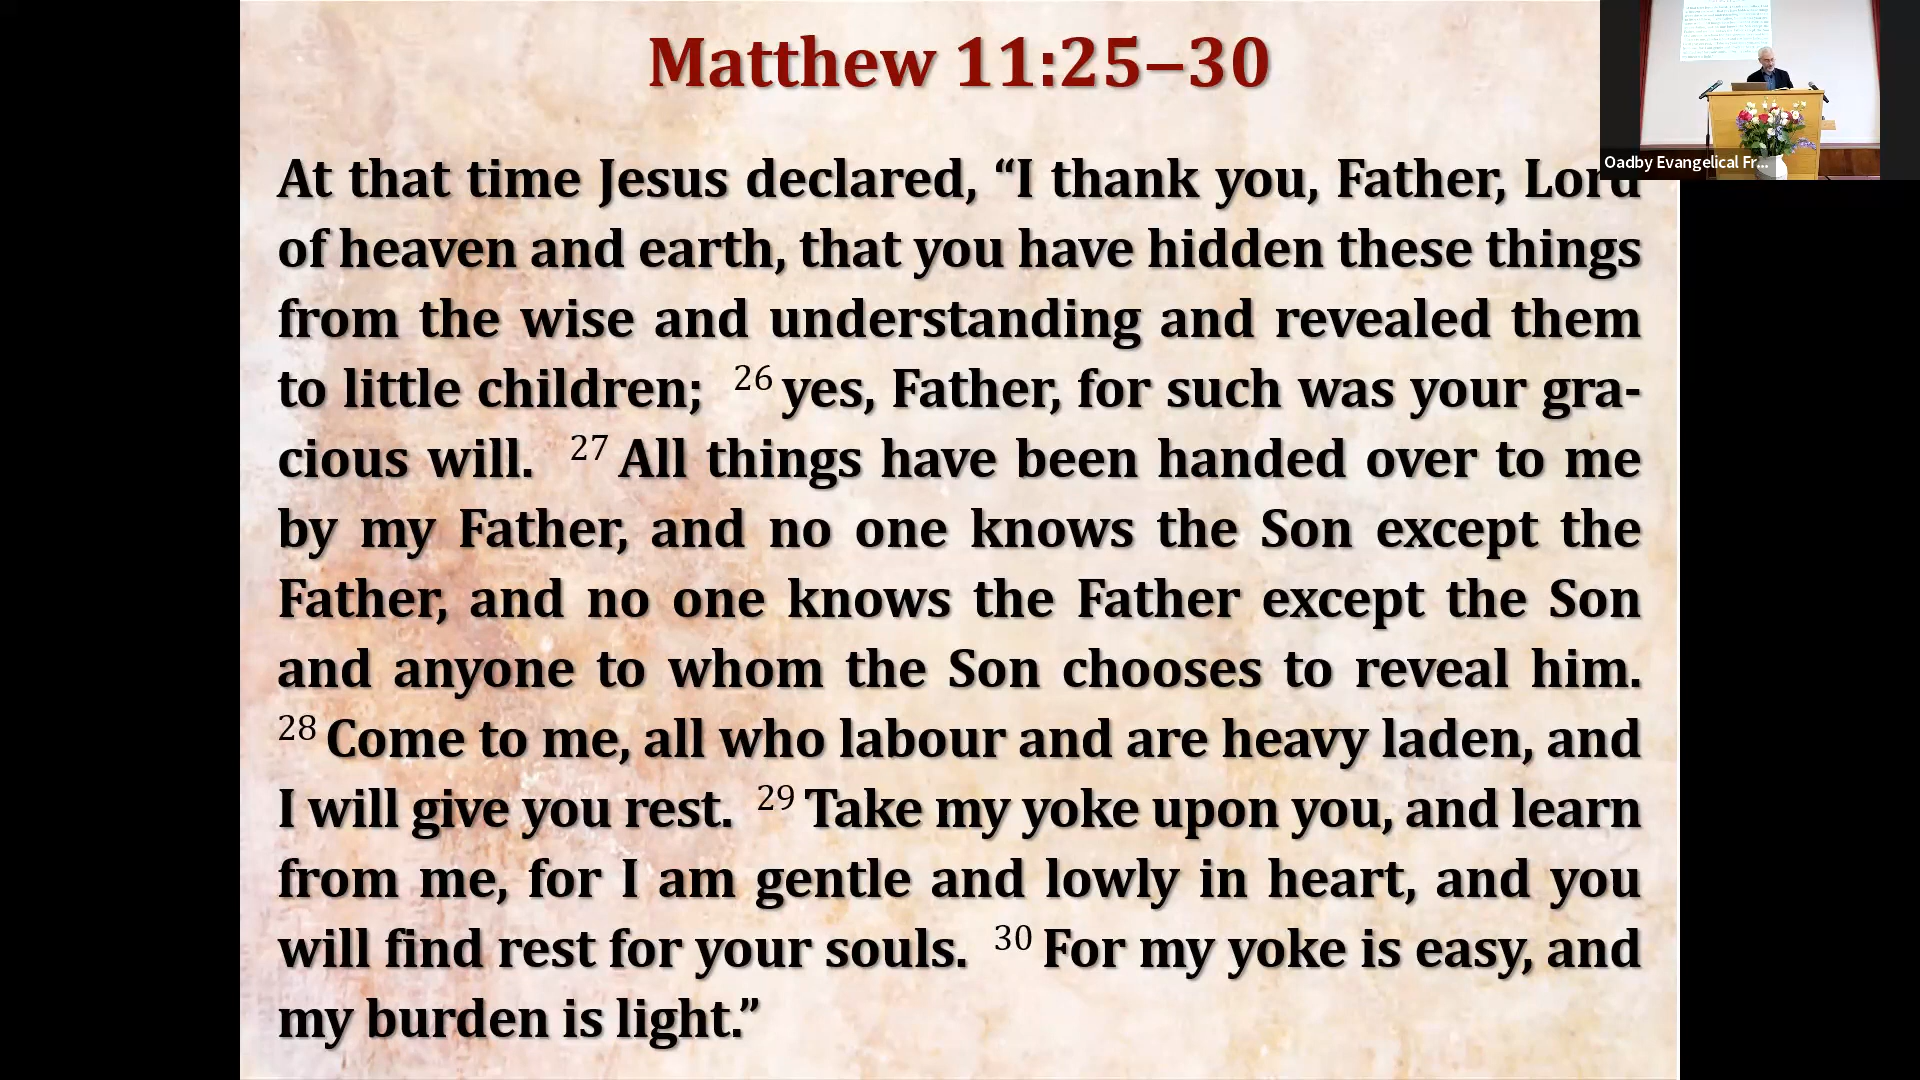 Matthew 11:25–30
At that time Jesus declared, “I thank you, Father, Lord
of heaven and earth, that you have hidden these things
from the wise and understanding and revealed them
to little children; 26 yes, Father, for such was your gra-
cious will. 27 All things have been handed over to me
by my Father, and no one knows the Son except the
Father, and no one knows the Father except the Son
and anyone to whom the Son chooses to reveal him.
28 Come to me, all who labour and are heavy laden, and
I will give you rest. 29 Take my yoke upon you, and learn
from me, for I am gentle and lowly in heart, and you
will find rest for your souls. 30 For my yoke is easy, and
my burden is light.”
Oadby Evangelical Fr...